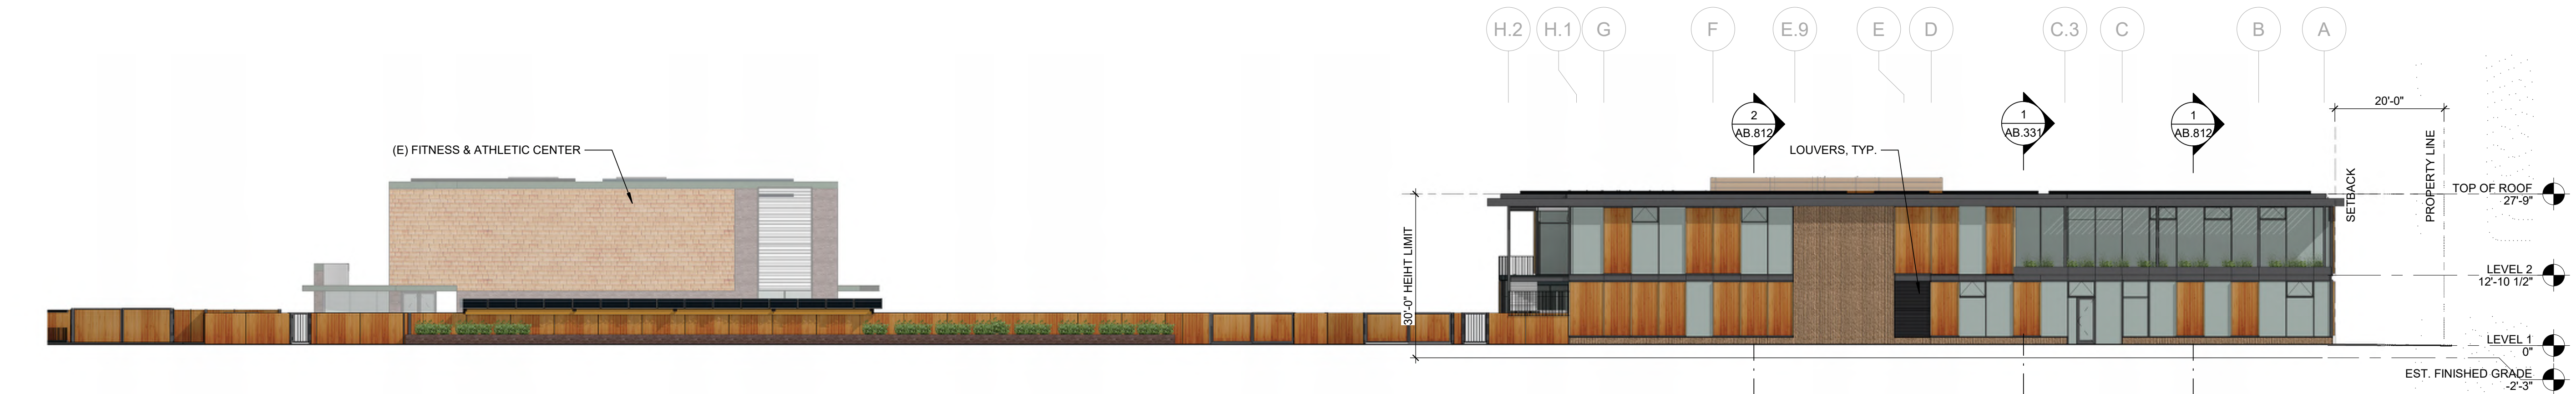 H.2 H.1 G F E.9 E D C.3 C B A
20'-0"
2
AB.812
1
AB.331
1
AB.812
(E) FITNESS & ATHLETIC CENTER
LOUVERS, TYP.
SETBACK
PROPERTY LINE
TOP OF ROOF
27'-9"
30'-0" HEIHT LIMIT
LEVEL 2
12'-10 1/2"
LEVEL 1
0"
EST. FINISHED GRADE
-2'-3"